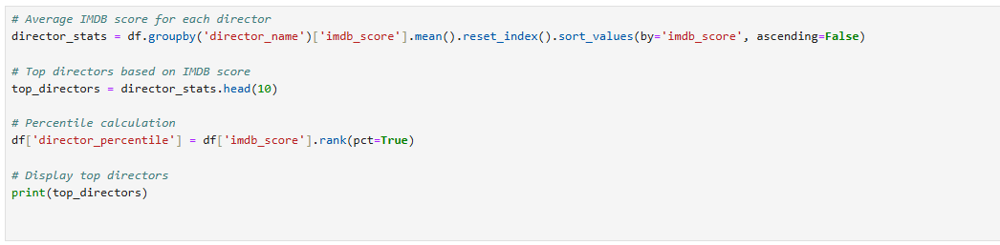 # Average IMDB score for each director
director_stats = df.groupby('director_name')['imdb_score'].mean().reset_index().sort_values(by='imdb_score', ascending=False)
# Top directors based on IMDB score
top_directors = director_stats.head(10)
# Percentile calculation
df['director_percentile'] = df['imdb_score'].rank(pct=True)
# Display top directors
print(top_directors)